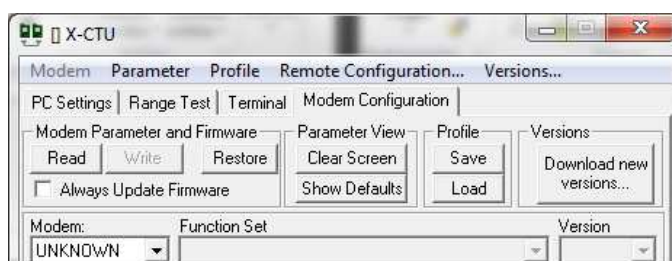 [] X-CTU
Modem Parameter Profile Remote Configuration... Versions...
PC Settings Range Test Terminal Modem Configuration
Modem Parameter and Firmware Parameter View Profile Versions
Read Write Restore Clear Screen Save Download new versions...
Always Update Firmware Show Defaults Load
Modem: Function Set Version
UNKNOWN